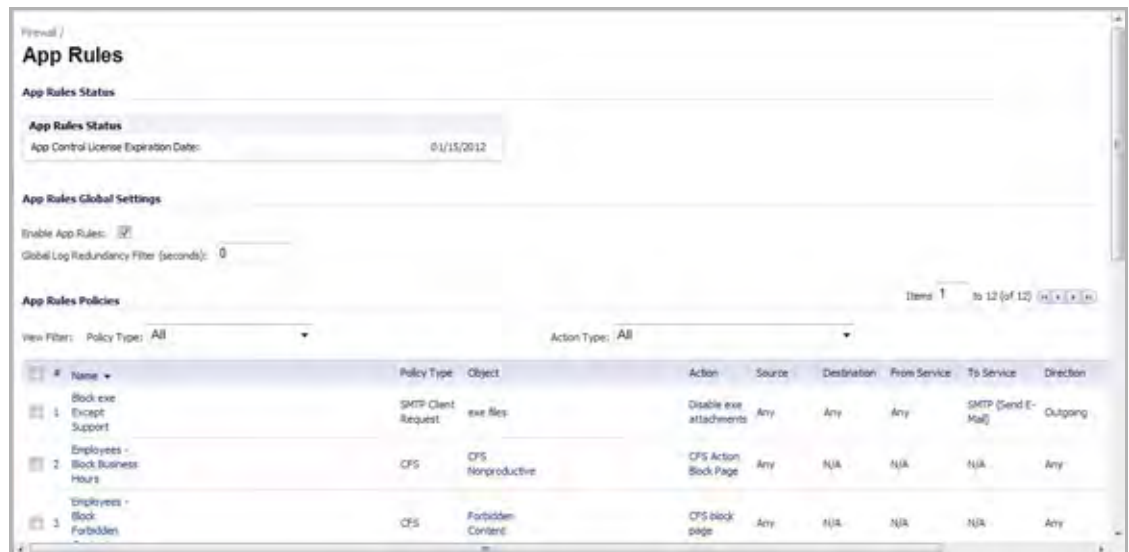 Firewall /
App Rules
App Rules Status
App Rules Status
App Control License Expiration Date: 01/15/2012
App Rules Global Settings
Enable App Rules:
Global Log Redundancy Filter (seconds): 0
App Rules Policies Items 1 to 12 (of 12)
View Filter: Policy Type: All Action Type: All
# Name Policy Type Object Action Source Destination From Service To Service Direction
1 Block exe Except Support SMTP Client Request exe files Disable exe attachments Any Any Any SMTP (Send E-Mail) Outgoing
2 Employees - Block Business Hours CFS CFS Nonproductive CFS Action Block Page Any N/A N/A N/A Any
3 Employees - Block Forbidden CFS Forbidden Content CFS block page Any N/A N/A N/A Any